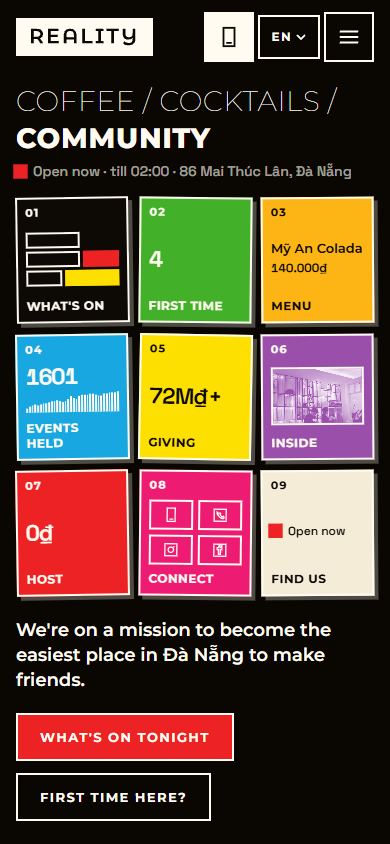 REALITY
EN
COFFEE / COCKTAILS /
COMMUNITY
Open now · till 02:00 · 86 Mai Thúc Lân, Đà Nẵng
01
WHAT'S ON
02
4
FIRST TIME
03
Mỹ An Colada
140.000₫
MENU
04
1601
EVENTS
HELD
05
72M₫+
GIVING
06
INSIDE
07
0₫
HOST
08
CONNECT
09
Open now
FIND US
We're on a mission to become the
easiest place in Đà Nẵng to make
friends.
WHAT'S ON TONIGHT
FIRST TIME HERE?